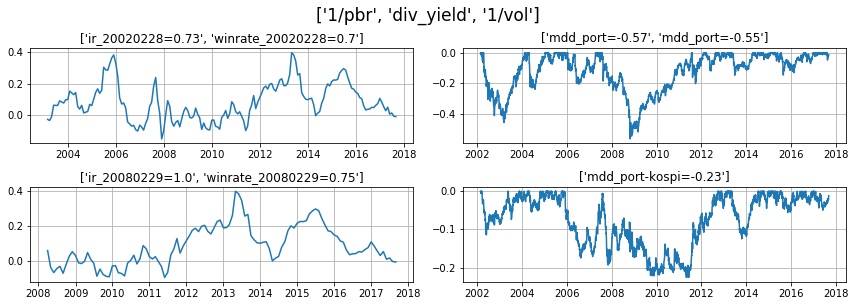 ['1/pbr', 'div_yield', '1/vol']
['ir_20020228=0.73', 'winrate_20020228=0.7']
0.4
0.2
0.0
2004 2006 2008 2010 2012 2014 2016 2018
['mdd_port=-0.57', 'mdd_port=-0.55']
0.0
−0.2
−0.4
2002 2004 2006 2008 2010 2012 2014 2016 2018
['ir_20080229=1.0', 'winrate_20080229=0.75']
0.4
0.2
0.0
2008 2009 2010 2011 2012 2013 2014 2015 2016 2017 2018
['mdd_port-kospi=-0.23']
0.0
−0.1
−0.2
2002 2004 2006 2008 2010 2012 2014 2016 2018